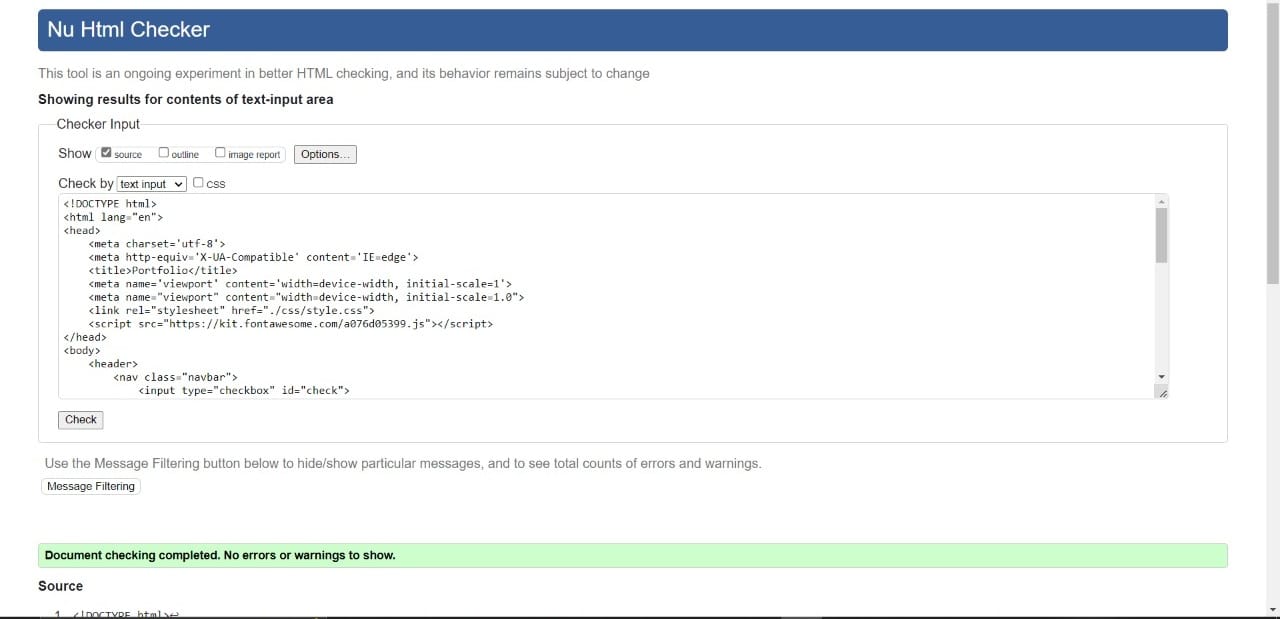 Nu Html Checker
This tool is an ongoing experiment in better HTML checking, and its behavior remains subject to change
Showing results for contents of text-input area
Checker Input
Show source outline image report Options...
Check by text input css
<!DOCTYPE html>
<html lang="en">
<head>
    <meta charset='utf-8'>
    <meta http-equiv='X-UA-Compatible' content='IE=edge'>
    <title>Portfolio</title>
    <meta name='viewport' content='width=device-width, initial-scale=1'>
    <meta name="viewport" content="width=device-width, initial-scale=1.0">
    <link rel="stylesheet" href="./css/style.css">
    <script src="https://kit.fontawesome.com/a076d05399.js"></script>
</head>
<body>
    <header>
        <nav class="navbar">
            <input type="checkbox" id="check">
Check
Use the Message Filtering button below to hide/show particular messages, and to see total counts of errors and warnings.
Message Filtering
Document checking completed. No errors or warnings to show.
Source
1. <!DOCTYPE html>↩